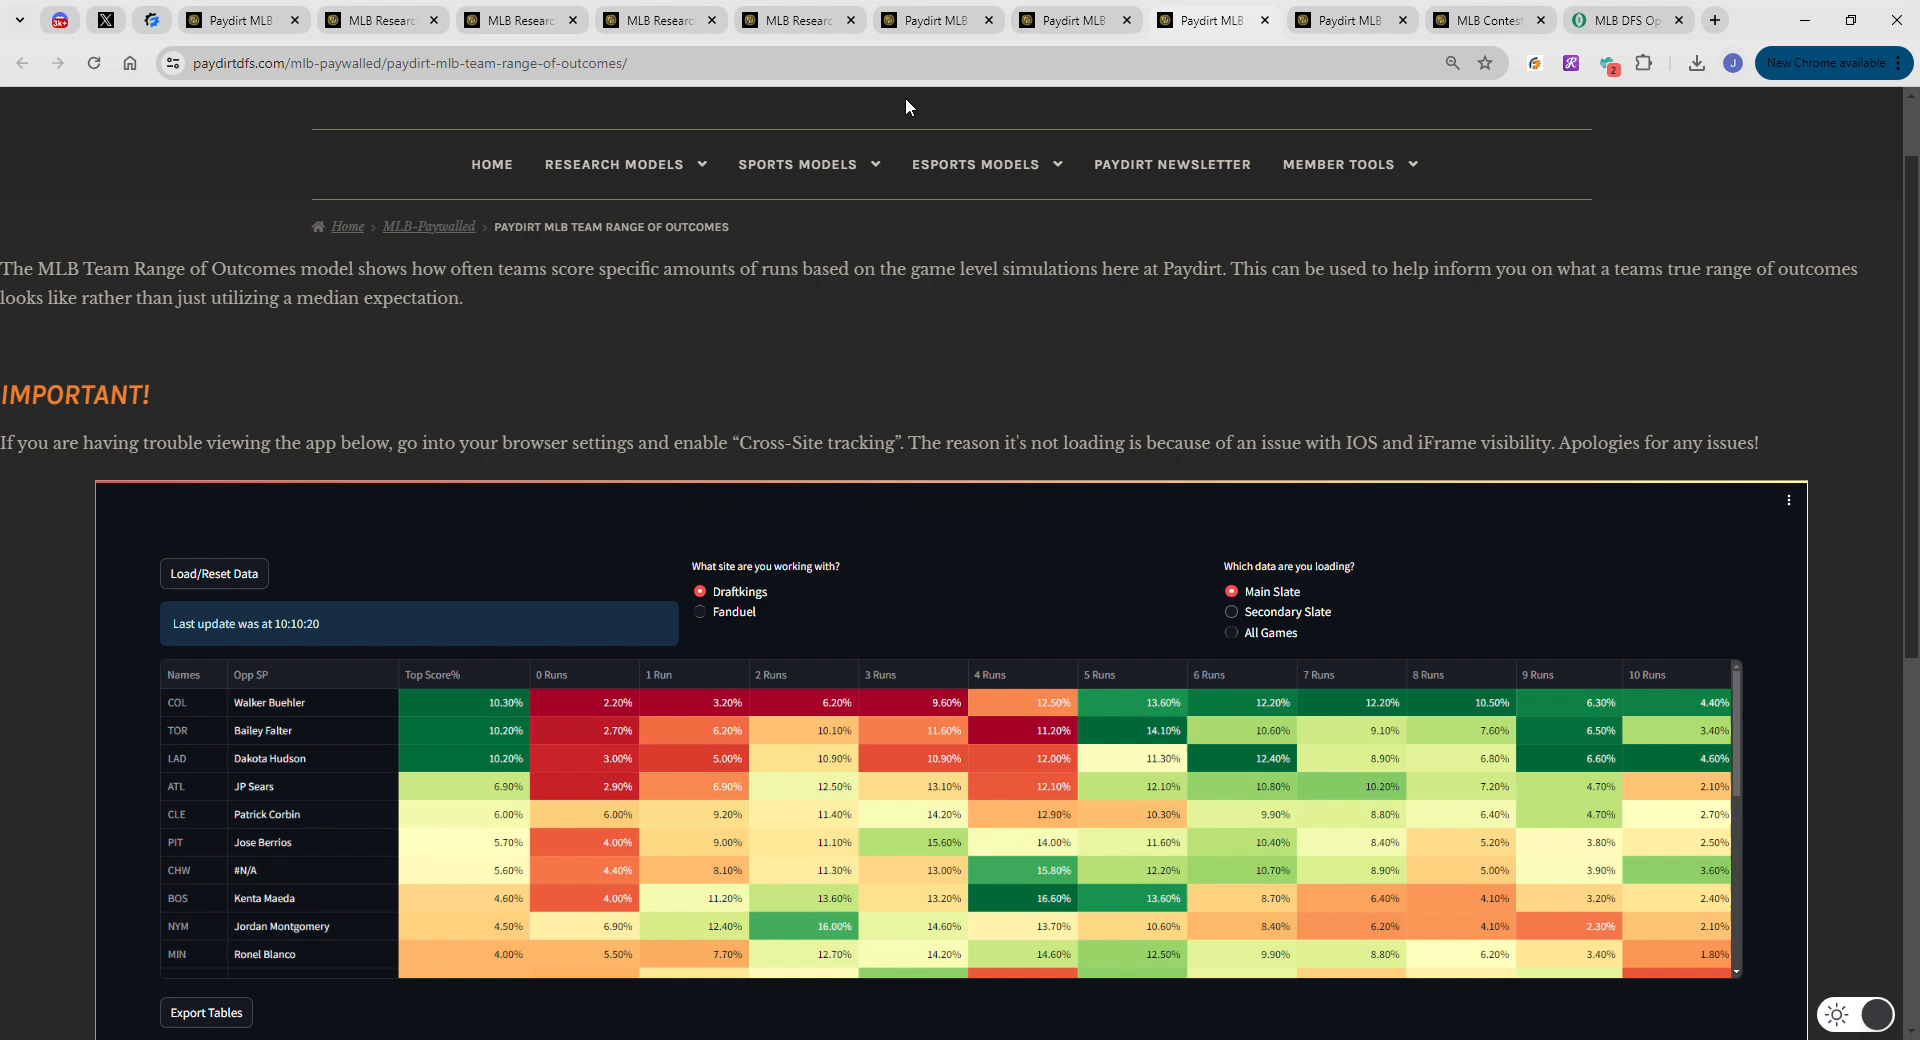 3k+
Paydirt MLB
MLB Researc
MLB Researc
MLB Researc
MLB Researc
Paydirt MLB
Paydirt MLB
Paydirt MLB
Paydirt MLB
MLB Contest
MLB DFS Op
paydirtdfs.com/mlb-paywalled/paydirt-mlb-team-range-of-outcomes/
2
J
New Chrome available
HOME
RESEARCH MODELS
SPORTS MODELS
ESPORTS MODELS
PAYDIRT NEWSLETTER
MEMBER TOOLS
Home > MLB-Paywalled > PAYDIRT MLB TEAM RANGE OF OUTCOMES
The MLB Team Range of Outcomes model shows how often teams score specific amounts of runs based on the game level simulations here at Paydirt. This can be used to help inform you on what a teams true range of outcomes
looks like rather than just utilizing a median expectation.
IMPORTANT!
If you are having trouble viewing the app below, go into your browser settings and enable “Cross-Site tracking”. The reason it's not loading is because of an issue with IOS and iFrame visibility. Apologies for any issues!
Load/Reset Data
Last update was at 10:10:20
What site are you working with?
Draftkings
Fanduel
Which data are you loading?
Main Slate
Secondary Slate
All Games
Names Opp SP Top Score% 0 Runs 1 Run 2 Runs 3 Runs 4 Runs 5 Runs 6 Runs 7 Runs 8 Runs 9 Runs 10 Runs
COL Walker Buehler 10.30% 2.20% 3.20% 6.20% 9.60% 12.50% 13.60% 12.20% 12.20% 10.50% 6.30% 4.40%
TOR Bailey Falter 10.20% 2.70% 6.20% 10.10% 11.60% 11.20% 14.10% 10.60% 9.10% 7.60% 6.50% 3.40%
LAD Dakota Hudson 10.20% 3.00% 5.00% 10.90% 10.90% 12.00% 11.30% 12.40% 8.90% 6.80% 6.60% 4.60%
ATL JP Sears 6.90% 2.90% 6.90% 12.50% 13.10% 12.10% 12.10% 10.80% 10.20% 7.20% 4.70% 2.10%
CLE Patrick Corbin 6.00% 6.00% 9.20% 11.40% 14.20% 12.90% 10.30% 9.90% 8.80% 6.40% 4.70% 2.70%
PIT Jose Berrios 5.70% 4.00% 9.00% 11.10% 15.60% 14.00% 11.60% 10.40% 8.40% 5.20% 3.80% 2.50%
CHW #N/A 5.60% 4.40% 8.10% 11.30% 13.00% 15.80% 12.20% 10.70% 8.90% 5.00% 3.90% 3.60%
BOS Kenta Maeda 4.60% 4.00% 11.20% 13.60% 13.20% 16.60% 13.60% 8.70% 6.40% 4.10% 3.20% 2.40%
NYM Jordan Montgomery 4.50% 6.90% 12.40% 16.00% 14.60% 13.70% 10.60% 8.40% 6.20% 4.10% 2.30% 2.10%
MIN Ronel Blanco 4.00% 5.50% 7.70% 12.70% 14.20% 14.60% 12.50% 9.90% 8.80% 6.20% 3.40% 1.80%
Export Tables